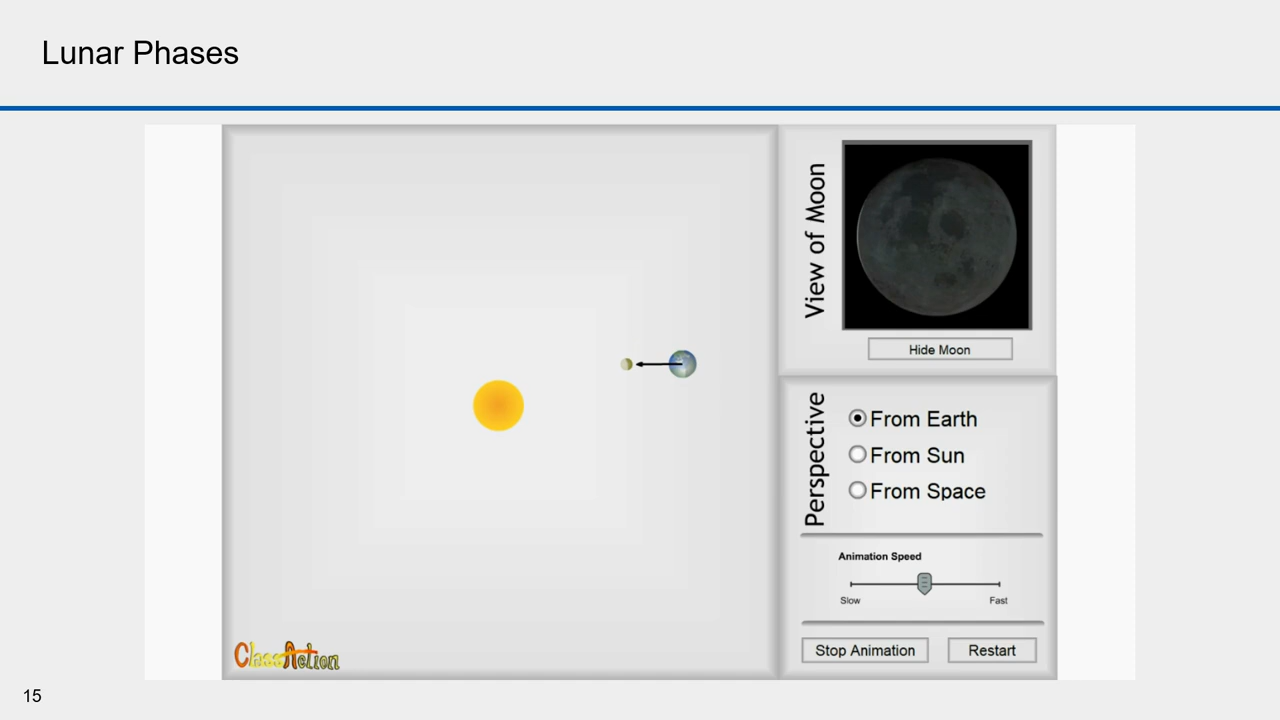 Lunar Phases
View of Moon
Hide Moon
Perspective
From Earth
From Sun
From Space
Animation Speed
Slow
Fast
Stop Animation
Restart
ClassAction
15